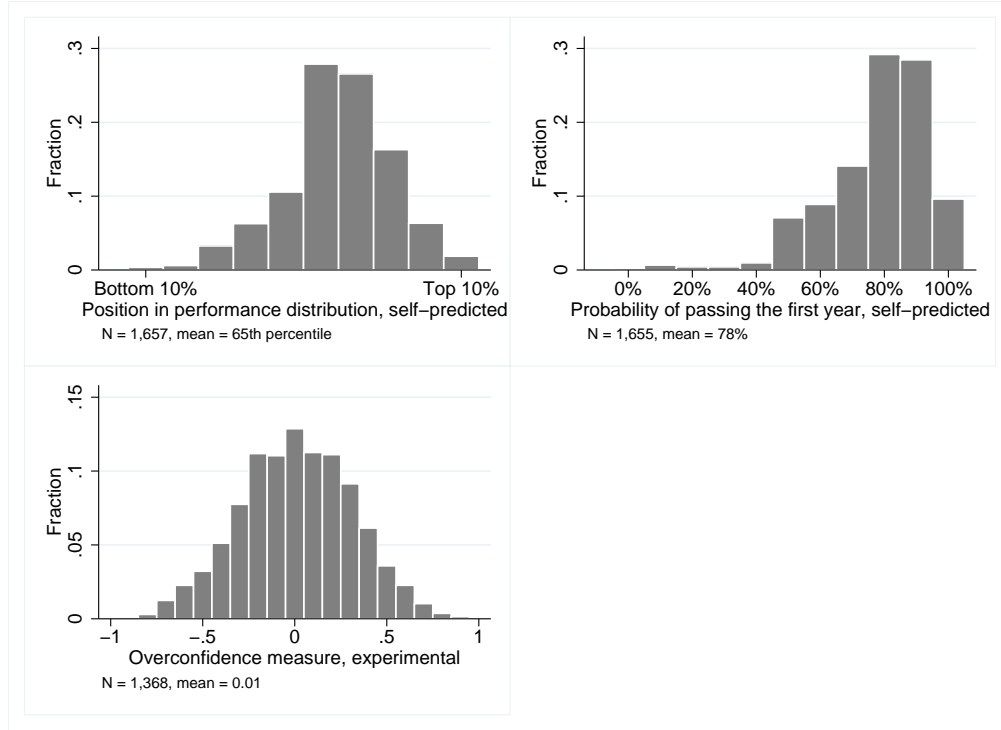 Fraction
.3
.2
.1
0
Bottom 10%
Top 10%
Position in performance distribution, self−predicted
N = 1,657, mean = 65th percentile
Fraction
.3
.2
.1
0
0%
20%
40%
60%
80%
100%
Probability of passing the first year, self−predicted
N = 1,655, mean = 78%
Fraction
.15
.1
.05
0
−1
−.5
0
.5
1
Overconfidence measure, experimental
N = 1,368, mean = 0.01